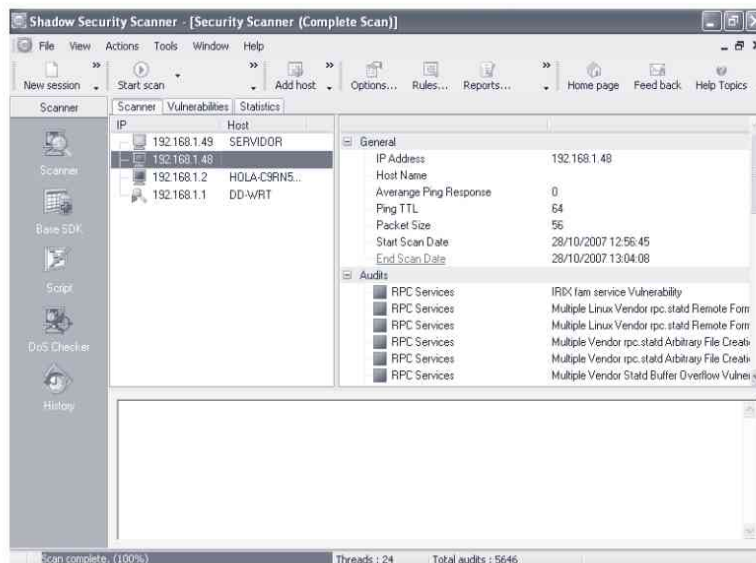 Shadow Security Scanner - [Security Scanner (Complete Scan)]
File View Actions Tools Window Help
New session Start scan Add host Options... Rules... Reports... Home page Feed back Help Topics
Scanner
Scanner
Base SDK
Script
DoS Checker
History
Scanner Vulnerabilities Statistics
IP Host
192.168.1.49 SERVIDOR
192.168.1.48
192.168.1.2 HOLA-C9RN5...
192.168.1.1 DD-WRT
General
IP Address 192.168.1.48
Host Name
Averange Ping Response 0
Ping TTL 64
Packet Size 56
Start Scan Date 28/10/2007 12:56:45
End Scan Date 28/10/2007 13:04:08
Audits
RPC Services IRIX fam service Vulnerability
RPC Services Multiple Linux Vendor rpc.statd Remote Form
RPC Services Multiple Linux Vendor rpc.statd Remote Form
RPC Services Multiple Vendor rpc.statd Arbitrary File Creatio
RPC Services Multiple Vendor rpc.statd Arbitrary File Creatio
RPC Services Multiple Vendor Statd Buffer Overflow Vulner
Scan complete. (100%) Threads : 24 Total audits : 5646